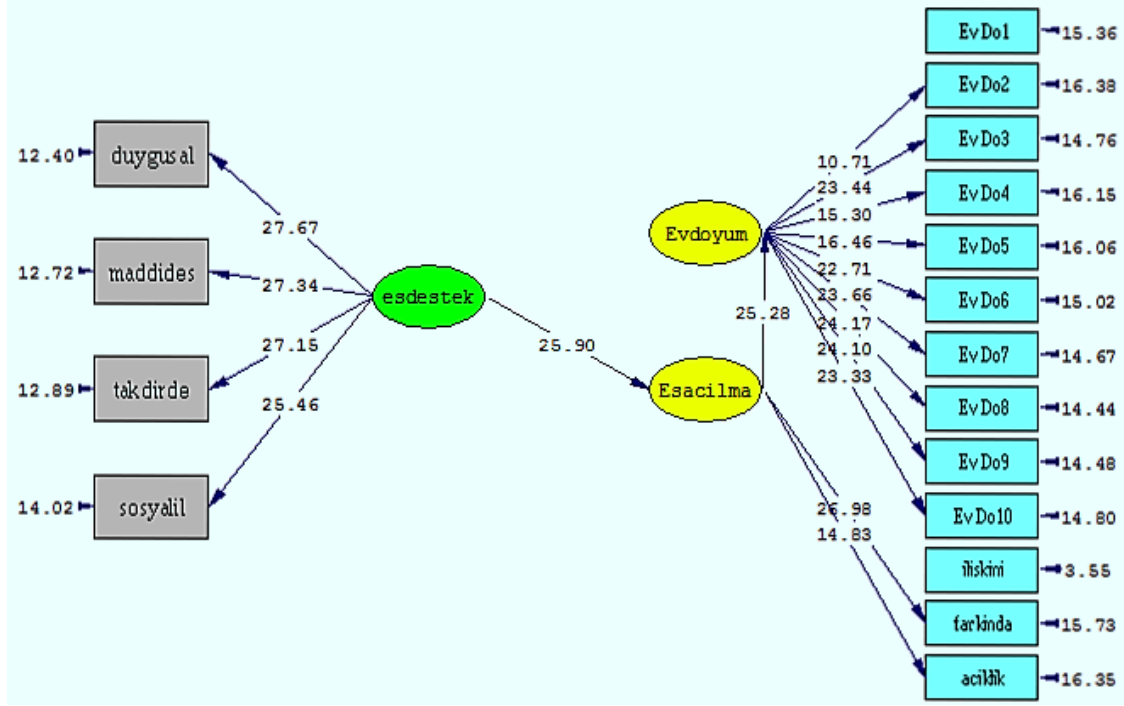 12.40 duygusal
12.72 maddides
12.89 takdirde
14.02 sosyalil
27.67
27.34
27.15
25.46
esdestek
25.90
Evdoyum
25.28
Esacilma
10.71
23.44
15.30
16.46
22.71
23.66
24.17
24.10
23.33
26.98
14.83
EvDo1 15.36
EvDo2 16.38
EvDo3 14.76
EvDo4 16.15
EvDo5 16.06
EvDo6 15.02
EvDo7 14.67
EvDo8 14.44
EvDo9 14.48
EvDo10 14.80
iliskini 3.55
farkinda 15.73
aciklik 16.35